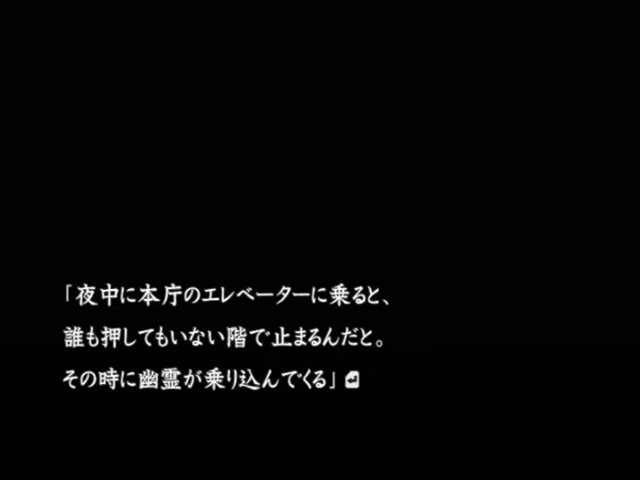 「夜中に本庁のエレベーターに乗ると、
誰も押してもいない階で止まるんだと。
その時に幽霊が乗り込んでくる」